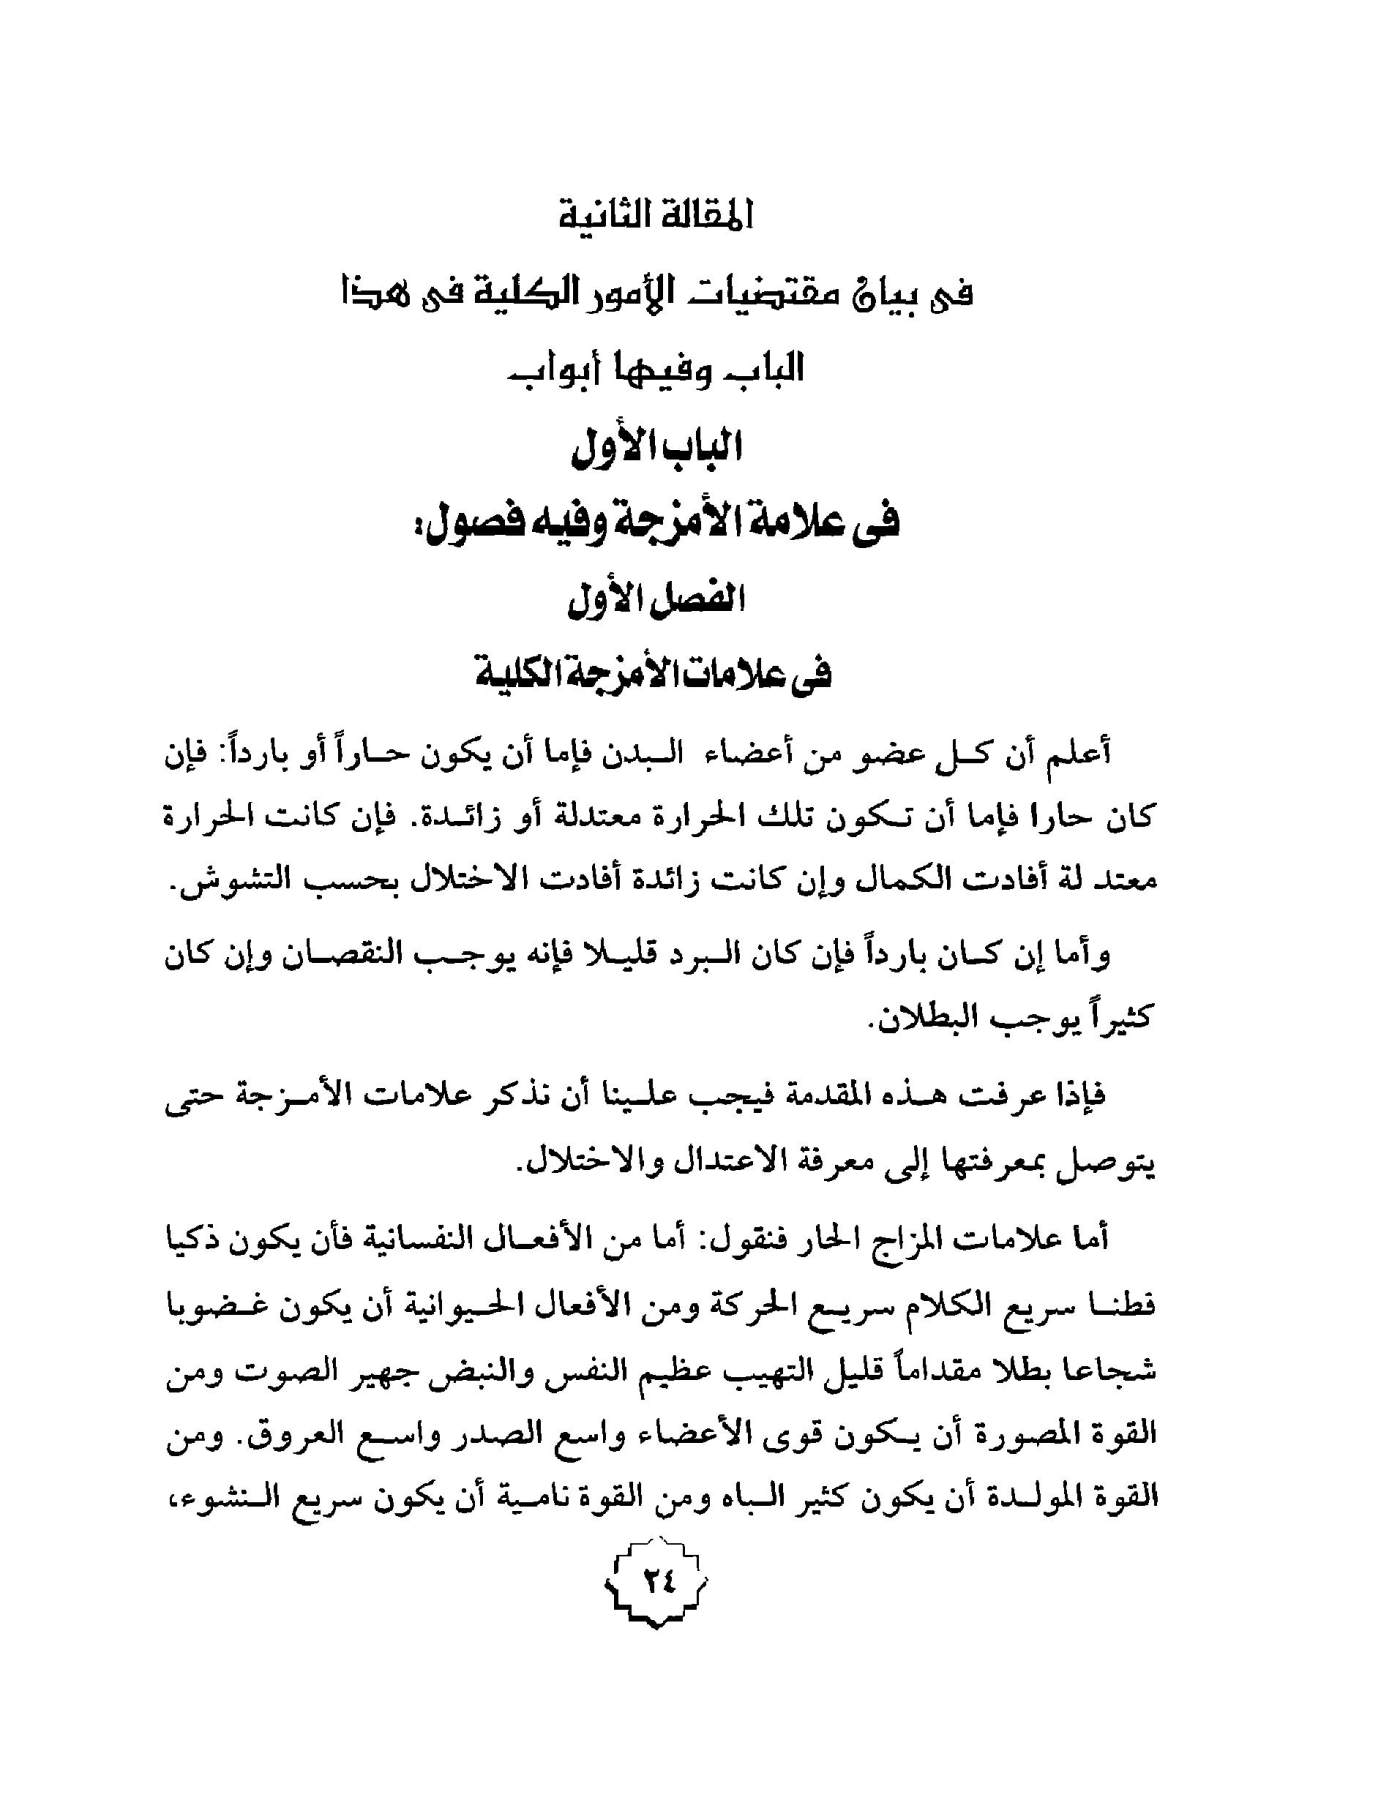 المقالة الثانية
فى بيان مقتضيات الأمور الكلية فى هذا
الباب وفيها أبواب
الباب الأول
فى علامة الأمزجة وفيه فصول:
الفصل الأول
فى علامات الأمزجة الكلية
أعلم أن كل عضو من أعضاء البدن فإما أن يكون حاراً أو بارداً: فإن
كان حارا فإما أن تكون تلك الحرارة معتدلة أو زائدة. فإن كانت الحرارة
معتد لة أفادت الكمال وإن كانت زائدة أفادت الاختلال بحسب التشوش.
وأما إن كان بارداً فإن كان البرد قليلا فإنه يوجب النقصان وإن كان
كثيراً يوجب البطلان.
فإذا عرفت هذه المقدمة فيجب علينا أن نذكر علامات الأمزجة حتى
يتوصل بمعرفتها إلى معرفة الاعتدال والاختلال.
أما علامات المزاج الحار فنقول: أما من الأفعال النفسانية فأن يكون ذكيا
فطنا سريع الكلام سريع الحركة ومن الأفعال الحيوانية أن يكون غضوبا
شجاعا بطلا مقداماً قليل التهيب عظيم النفس والنبض جهير الصوت ومن
القوة المصورة أن يكون قوى الأعضاء واسع الصدر واسع العروق. ومن
القوة المولدة أن يكون كثير الباه ومن القوة نامية أن يكون سريع النشوء،
٢٤